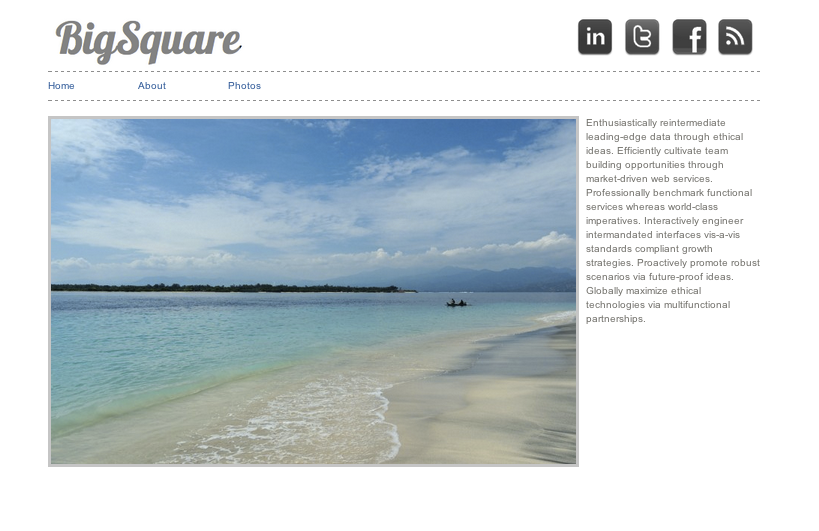 BigSquare
in t f
Home About Photos
Enthusiastically reintermediate
leading-edge data through ethical
ideas. Efficiently cultivate team
building opportunities through
market-driven web services.
Professionally benchmark functional
services whereas world-class
imperatives. Interactively engineer
intermandated interfaces vis-a-vis
standards compliant growth
strategies. Proactively promote robust
scenarios via future-proof ideas.
Globally maximize ethical
technologies via multifunctional
partnerships.